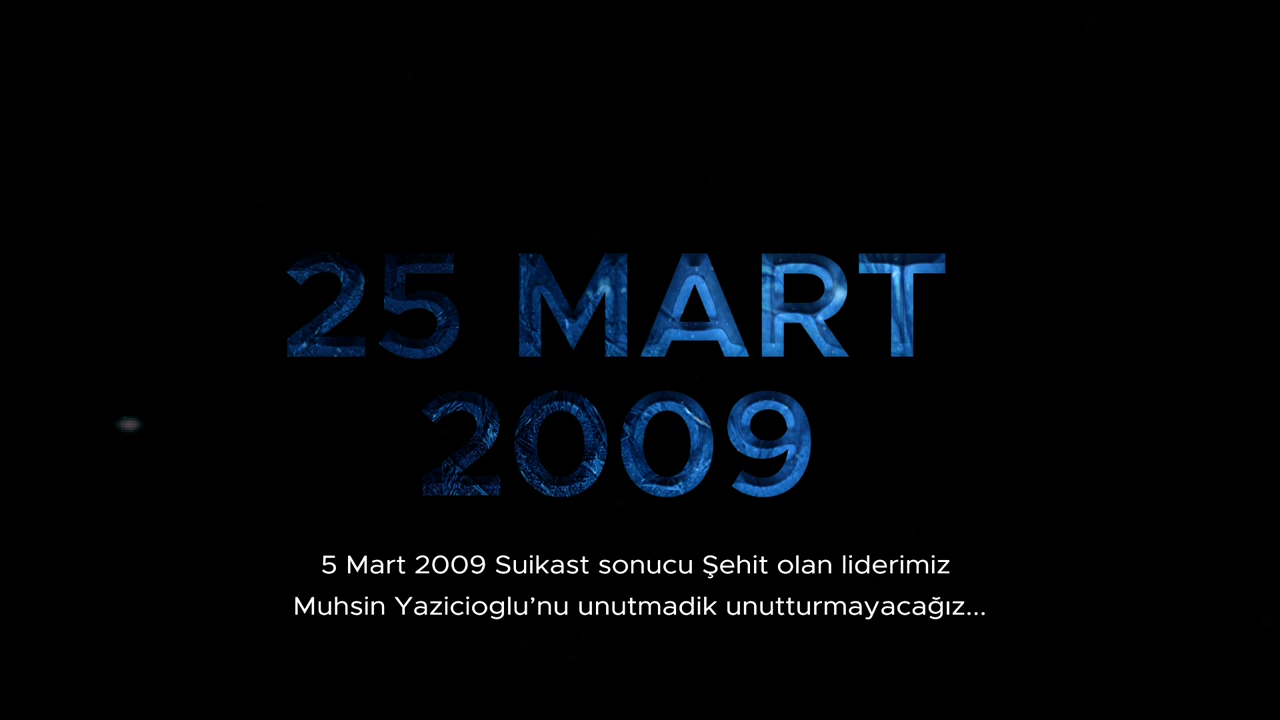 25 MART
2009
5 Mart 2009 Suikast sonucu Şehit olan liderimiz
Muhsin Yazicioglu’nu unutmadik unutturmayacağız...